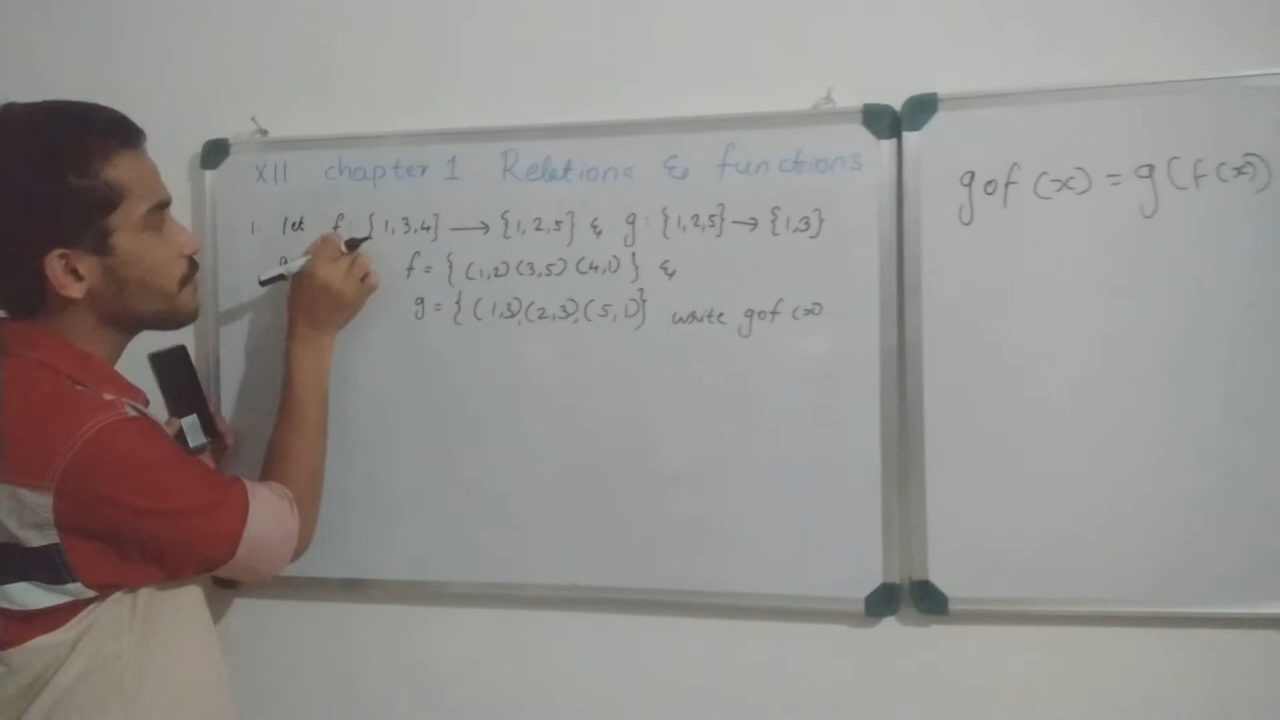 XII chapter 1 Relations & functions
1. let f: {1,3,4} → {1,2,5} & g: {1,2,5} → {1,3}
f = { (1,2) (3,5) (4,1) } &
g = { (1,3),(2,3),(5,1) } write gof (x).
gof (x) = g(f(x))